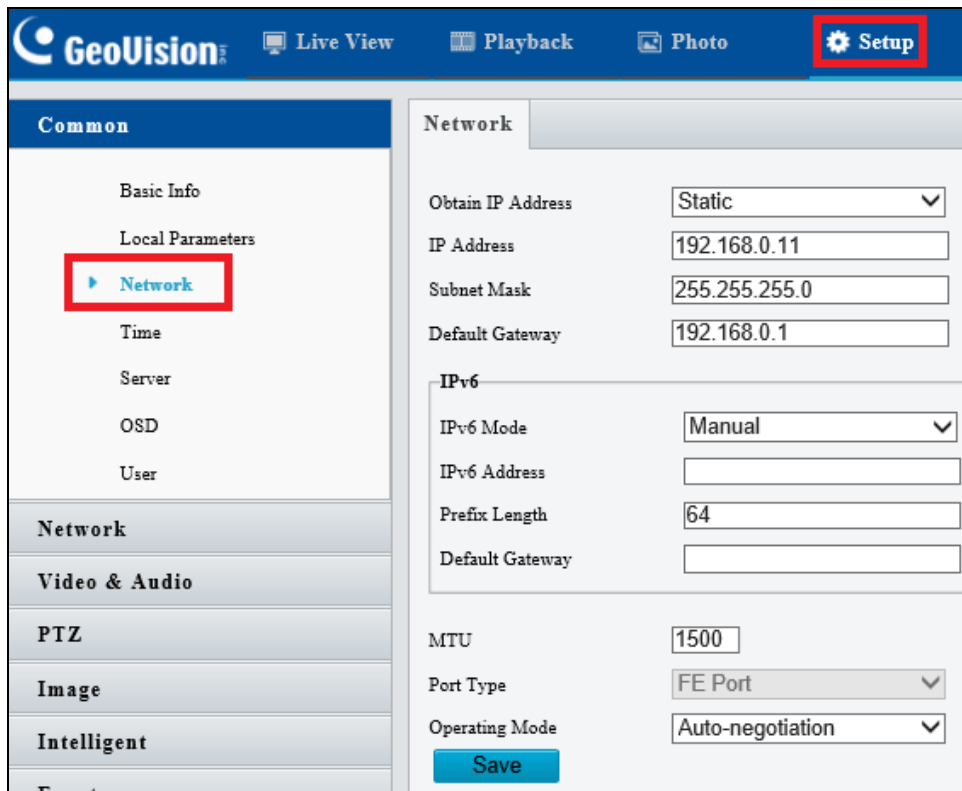 GeoVision
Live View
Playback
Photo
Setup
Common
Basic Info
Local Parameters
Network
Time
Server
OSD
User
Network
Video & Audio
PTZ
Image
Intelligent
Network
Obtain IP Address Static
IP Address 192.168.0.11
Subnet Mask 255.255.255.0
Default Gateway 192.168.0.1
IPv6
IPv6 Mode Manual
IPv6 Address
Prefix Length 64
Default Gateway
MTU 1500
Port Type FE Port
Operating Mode Auto-negotiation
Save